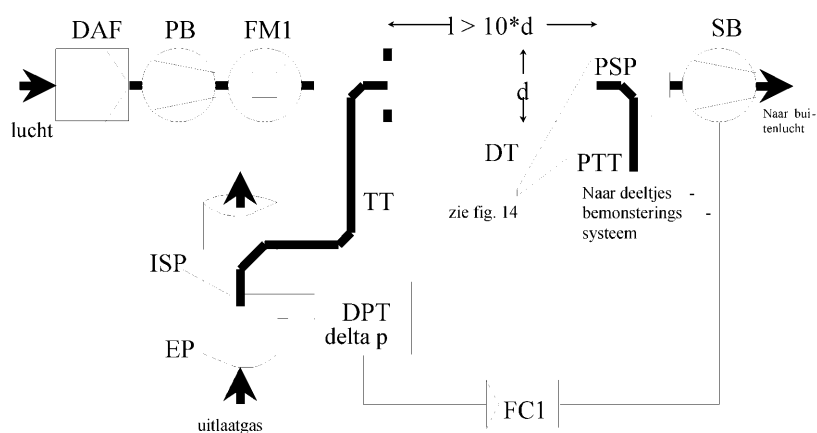 DAF
PB
FM1
l > 10*d
SB
PSP
d
lucht
Naar bui-
tenlucht
DT
PTT
TT
zie fig. 14
Naar deeltjes -
bemonsterings -
systeem
ISP
DPT
delta p
EP
FC1
uitlaatgas